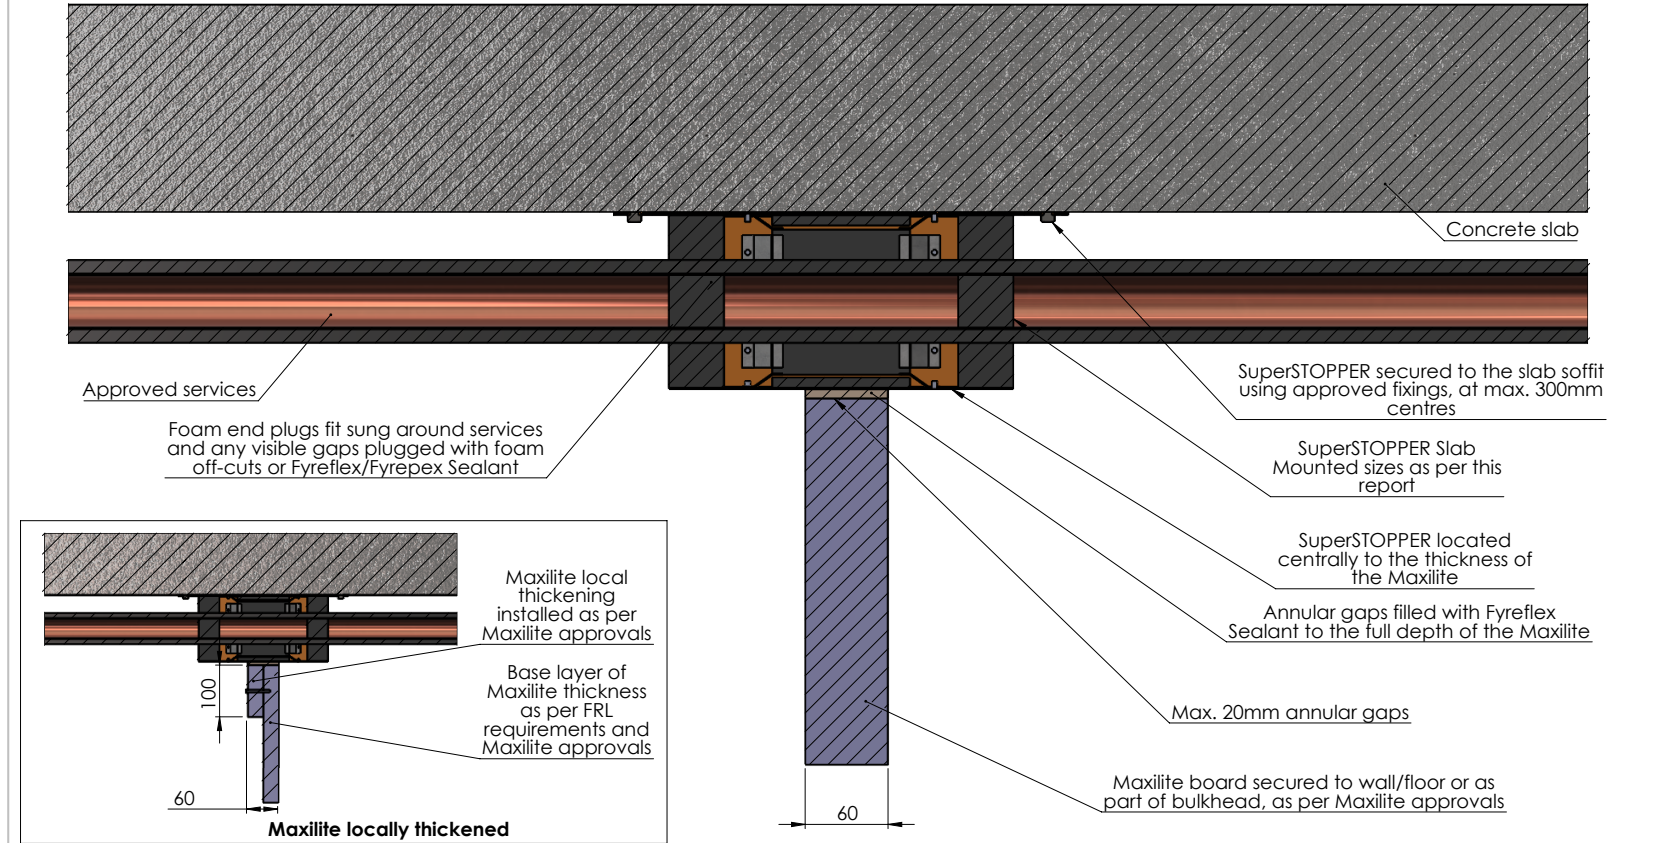 Concrete slab
Approved services
Foam end plugs fit sung around services
and any visible gaps plugged with foam
off-cuts or Fyreflex/Fyrepex Sealant
SuperSTOPPER secured to the slab soffit
using approved fixings, at max. 300mm
centres
SuperSTOPPER Slab
Mounted sizes as per this
report
SuperSTOPPER located
centrally to the thickness of
the Maxilite
Annular gaps filled with Fyreflex
Sealant to the full depth of the Maxilite
Max. 20mm annular gaps
Maxilite board secured to wall/floor or as
part of bulkhead, as per Maxilite approvals
60
Maxilite local
thickening
installed as per
Maxilite approvals
Base layer of
Maxilite thickness
as per FRL
requirements and
Maxilite approvals
100
60
Maxilite locally thickened